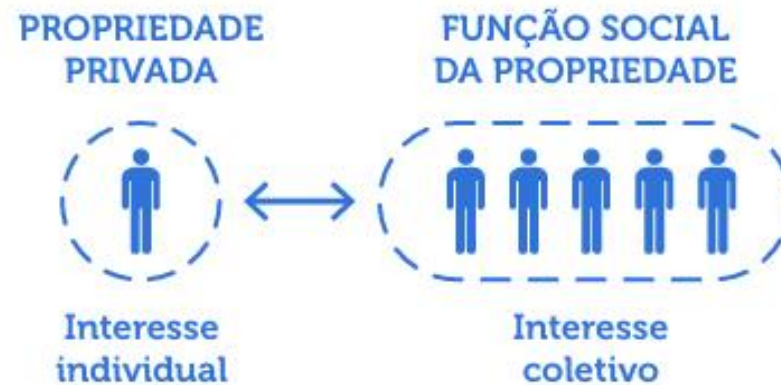 PROPRIEDADE
PRIVADA
FUNÇÃO SOCIAL
DA PROPRIEDADE
Interesse
individual
Interesse
coletivo